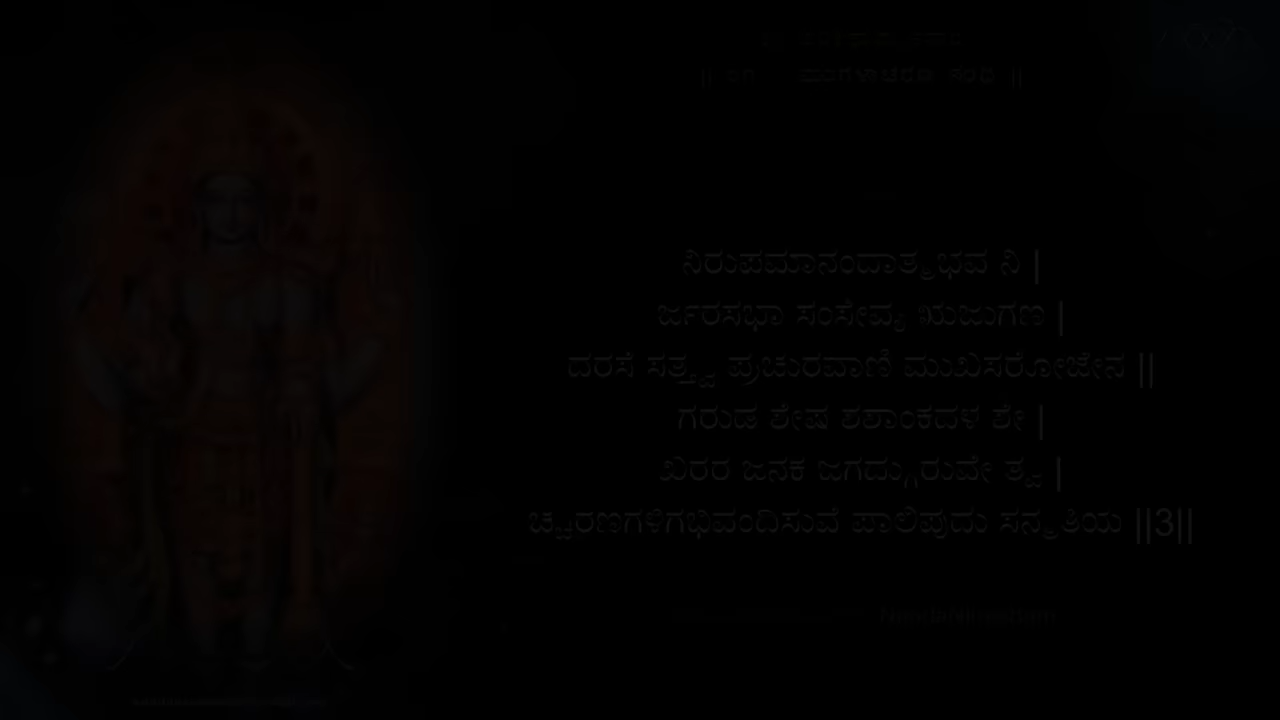 ನಿರುಪಮಾನಂದಾತ್ಮಭವ ನಿ |
ರ್ಜರಸಭಾ ಸಂಸೇವ್ಯ ಋಜುಗಣ |
ದರಸೆ ಸತ್ತ್ವ ಪ್ರಚುರವಾಣಿ ಮುಖಸರೋಜೇನ ||
ಗರುಡ ಶೇಷ ಶಶಾಂಕದಳ ಶೇ |
ಖರರ ಜನಕ ಜಗದ್ಗುರುವೇ ತ್ವ |
ಚ್ಚರಣಗಳಿಗಭಿವಂದಿಸುವೆ ಪಾಲಿಪುದು ಸನ್ಮತಿಯ ||3||